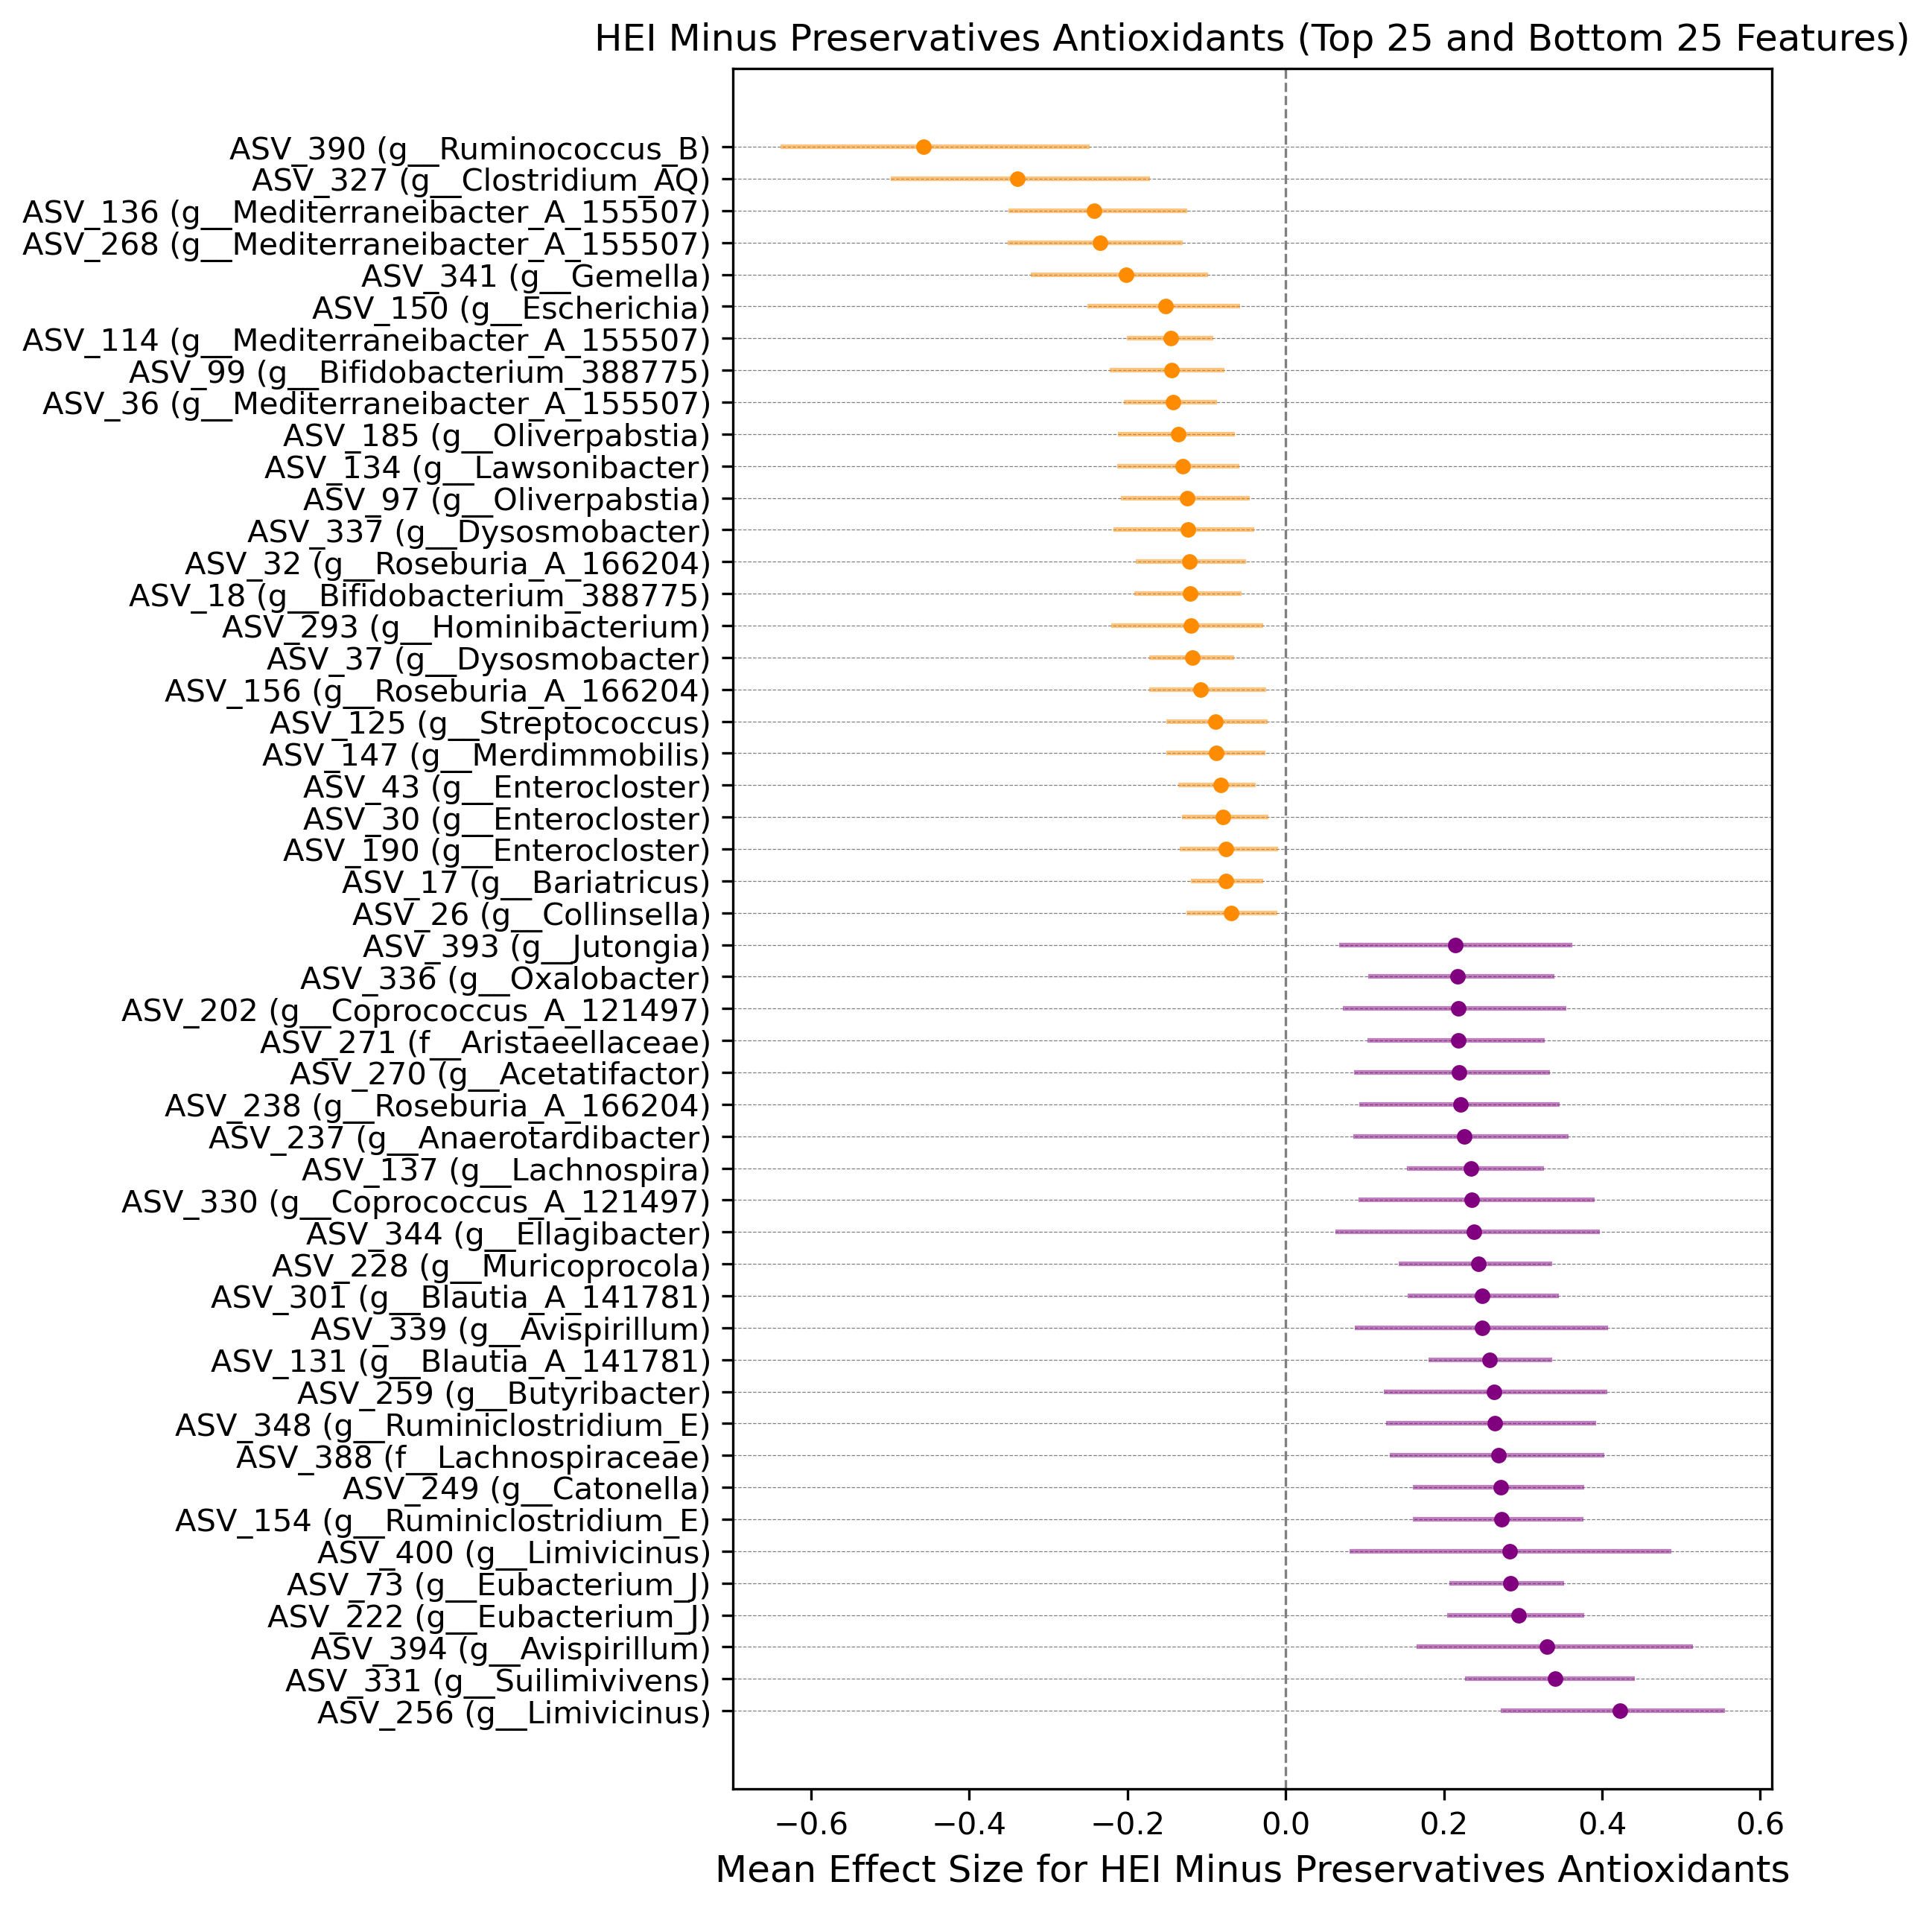 HEI Minus Preservatives Antioxidants (Top 25 and Bottom 25 Features)
ASV_390 (g__Ruminococcus_B)
ASV_327 (g__Clostridium_AQ)
ASV_136 (g__Mediterraneibacter_A_155507)
ASV_268 (g__Mediterraneibacter_A_155507)
ASV_341 (g__Gemella)
ASV_150 (g__Escherichia)
ASV_114 (g__Mediterraneibacter_A_155507)
ASV_99 (g__Bifidobacterium_388775)
ASV_36 (g__Mediterraneibacter_A_155507)
ASV_185 (g__Oliverpabstia)
ASV_134 (g__Lawsonibacter)
ASV_97 (g__Oliverpabstia)
ASV_337 (g__Dysosmobacter)
ASV_32 (g__Roseburia_A_166204)
ASV_18 (g__Bifidobacterium_388775)
ASV_293 (g__Hominibacterium)
ASV_37 (g__Dysosmobacter)
ASV_156 (g__Roseburia_A_166204)
ASV_125 (g__Streptococcus)
ASV_147 (g__Merdimmobilis)
ASV_43 (g__Enterocloster)
ASV_30 (g__Enterocloster)
ASV_190 (g__Enterocloster)
ASV_17 (g__Bariatricus)
ASV_26 (g__Collinsella)
ASV_393 (g__Jutongia)
ASV_336 (g__Oxalobacter)
ASV_202 (g__Coprococcus_A_121497)
ASV_271 (f__Aristaeellaceae)
ASV_270 (g__Acetatifactor)
ASV_238 (g__Roseburia_A_166204)
ASV_237 (g__Anaerotardibacter)
ASV_137 (g__Lachnospira)
ASV_330 (g__Coprococcus_A_121497)
ASV_344 (g__Ellagibacter)
ASV_228 (g__Muricoprocola)
ASV_301 (g__Blautia_A_141781)
ASV_339 (g__Avispirillum)
ASV_131 (g__Blautia_A_141781)
ASV_259 (g__Butyribacter)
ASV_348 (g__Ruminiclostridium_E)
ASV_388 (f__Lachnospiraceae)
ASV_249 (g__Catonella)
ASV_154 (g__Ruminiclostridium_E)
ASV_400 (g__Limivicinus)
ASV_73 (g__Eubacterium_J)
ASV_222 (g__Eubacterium_J)
ASV_394 (g__Avispirillum)
ASV_331 (g__Suilimivivens)
ASV_256 (g__Limivicinus)
−0.6 −0.4 −0.2 0.0 0.2 0.4 0.6
Mean Effect Size for HEI Minus Preservatives Antioxidants